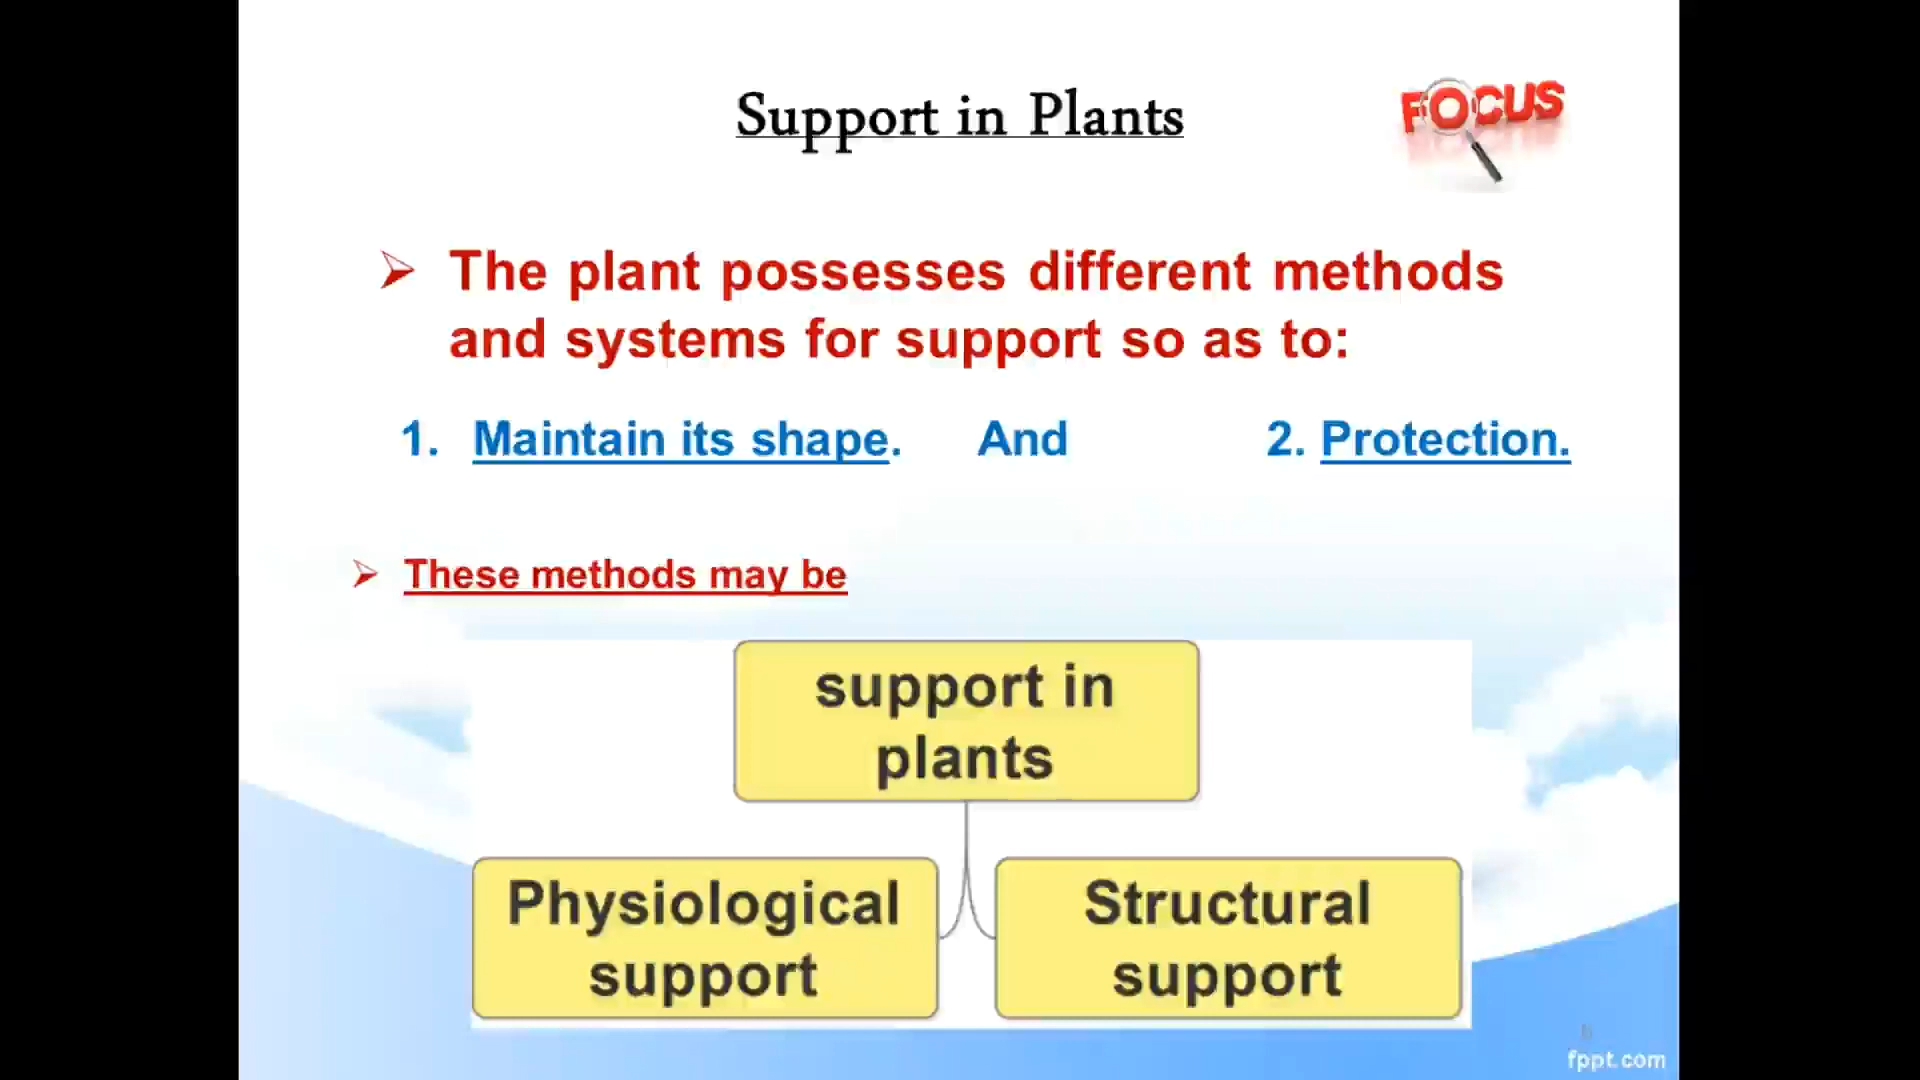 Support in Plants
FOCUS
➢ The plant possesses different methods
and systems for support so as to:
1. Maintain its shape. And 2. Protection.
➢ These methods may be
support in
plants
Physiological
support
Structural
support
fppt.com